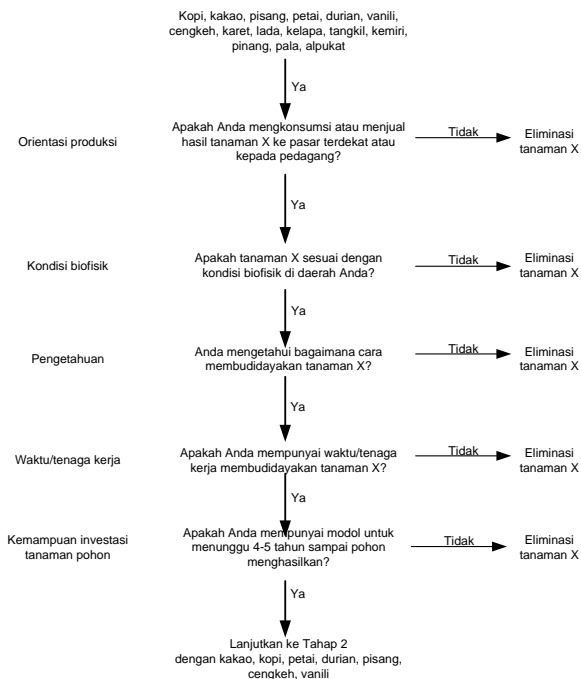 Kopi, kakao, pisang, petai, durian, vanili,
cengkeh, karet, lada, kelapa, tangkil, kemiri,
pinang, pala, alpukat
Ya
Orientasi produksi
Apakah Anda mengkonsumsi atau menjual
hasil tanaman X ke pasar terdekat atau
kepada pedagang?
Tidak
Eliminasi
tanaman X
Ya
Kondisi biofisik
Apakah tanaman X sesuai dengan
kondisi biofisik di daerah Anda?
Tidak
Eliminasi
tanaman X
Ya
Pengetahuan
Anda mengetahui bagaimana cara
membudidayakan tanaman X?
Tidak
Eliminasi
tanaman X
Ya
Waktu/tenaga kerja
Apakah Anda mempunyai waktu/tenaga
kerja membudidayakan tanaman X?
Tidak
Eliminasi
tanaman X
Ya
Kemampuan investasi
tanaman pohon
Apakah Anda mempunyai modol untuk
menunggu 4-5 tahun sampai pohon
menghasilkan?
Tidak
Eliminasi
tanaman X
Ya
Lanjutkan ke Tahap 2
dengan kakao, kopi, petai, durian, pisang,
cengkeh, vanili